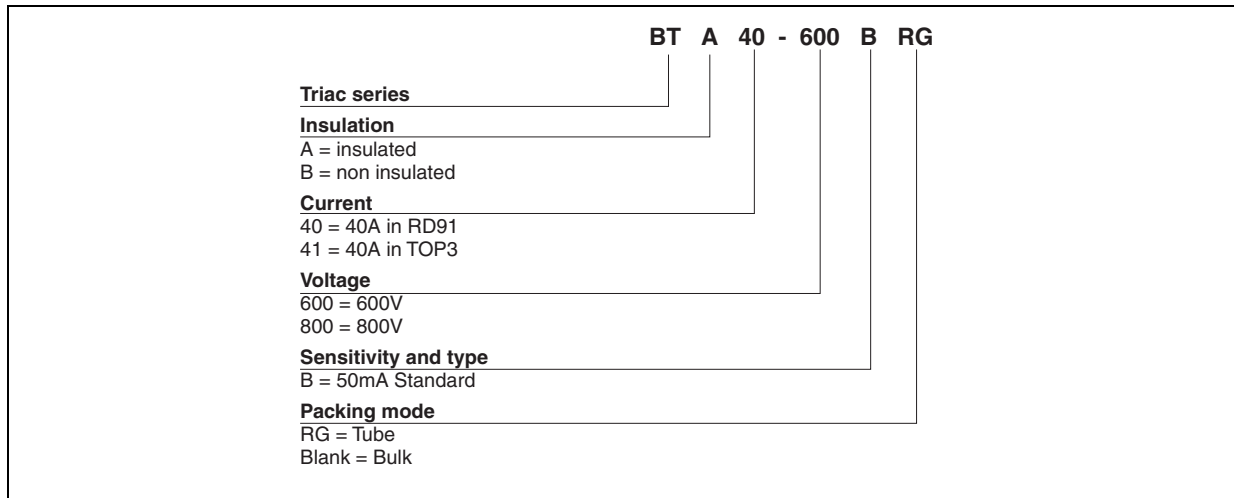 BT A 40 - 600 B RG
Triac series
Insulation
A = insulated
B = non insulated
Current
40 = 40A in RD91
41 = 40A in TOP3
Voltage
600 = 600V
800 = 800V
Sensitivity and type
B = 50mA Standard
Packing mode
RG = Tube
Blank = Bulk